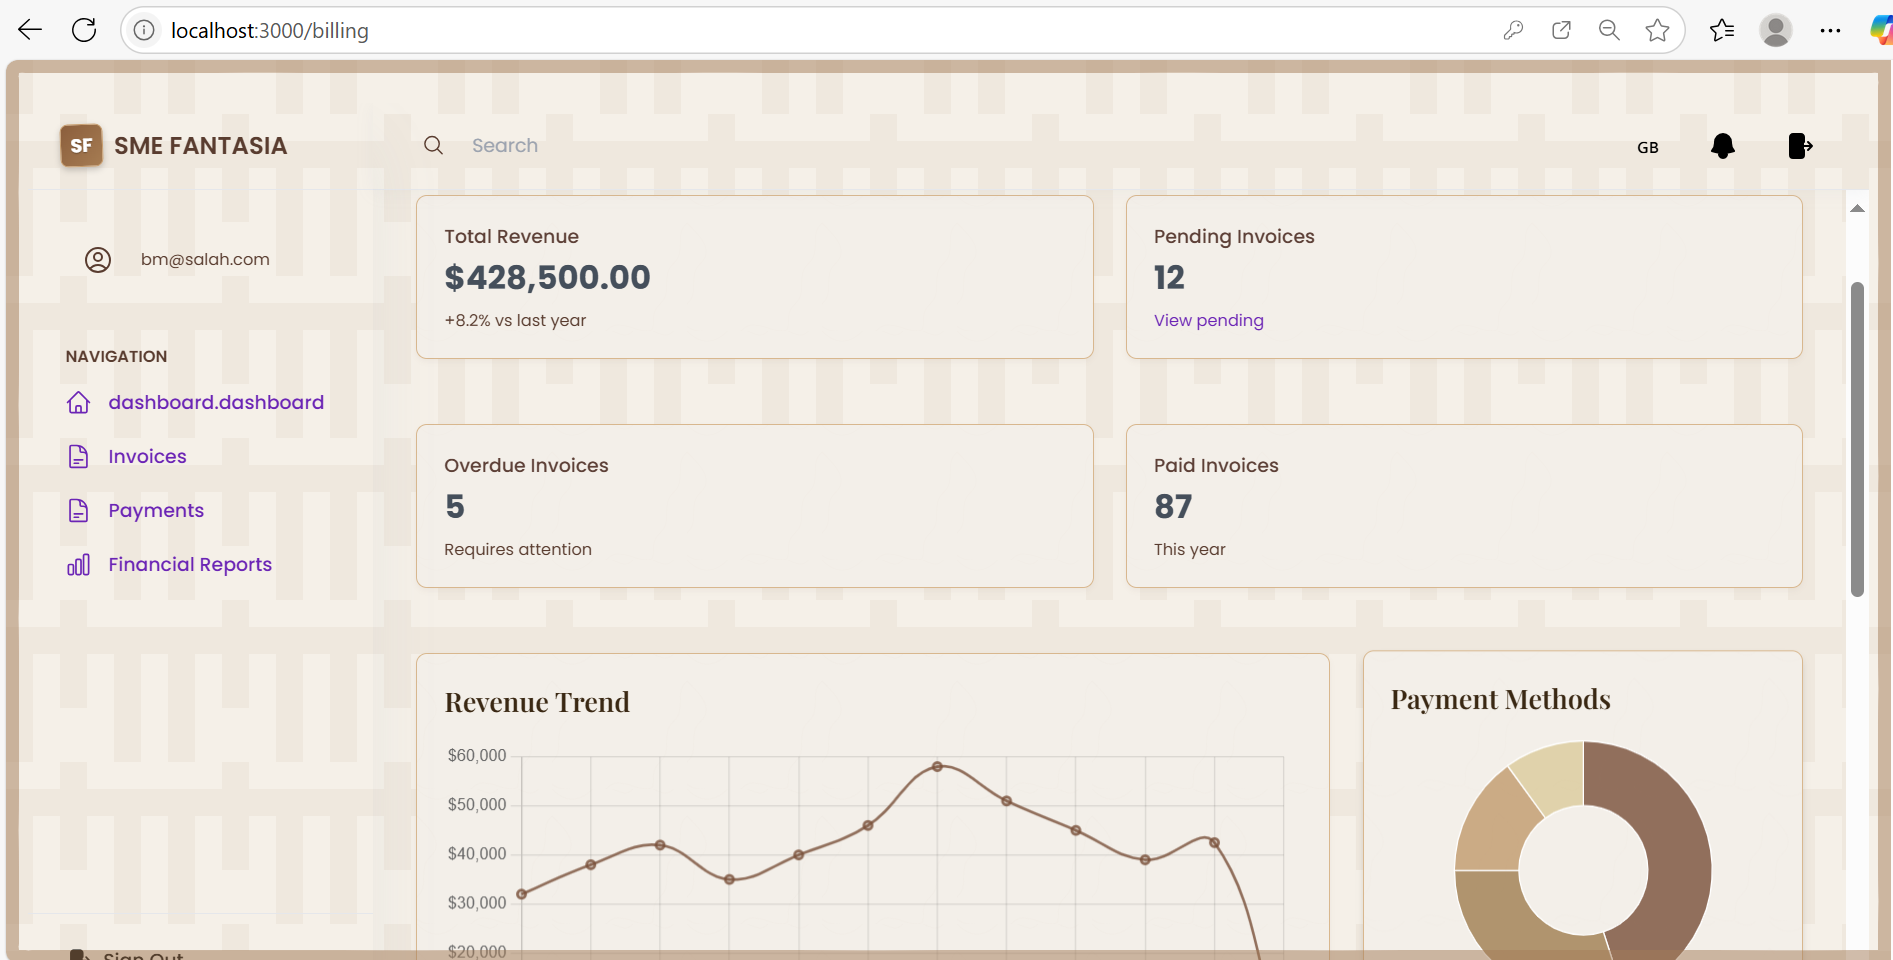 localhost:3000/billing
SF SME FANTASIA
Search
GB
bm@salah.com
NAVIGATION
dashboard.dashboard
Invoices
Payments
Financial Reports
Sign Out
Total Revenue
$428,500.00
+8.2% vs last year
Pending Invoices
12
View pending
Overdue Invoices
5
Requires attention
Paid Invoices
87
This year
Revenue Trend
$60,000
$50,000
$40,000
$30,000
$20,000
Payment Methods